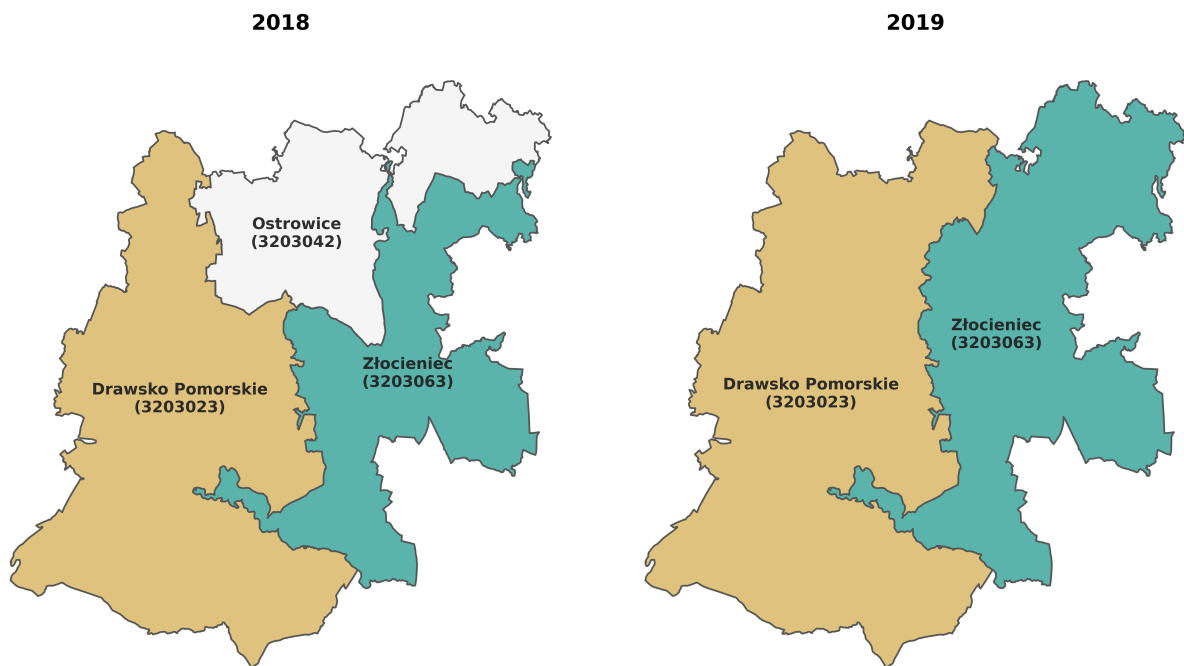 2018
2019
Ostrowice
(3203042)
Złocieniec
(3203063)
Drawsko Pomorskie
(3203023)
Złocieniec
(3203063)
Drawsko Pomorskie
(3203023)